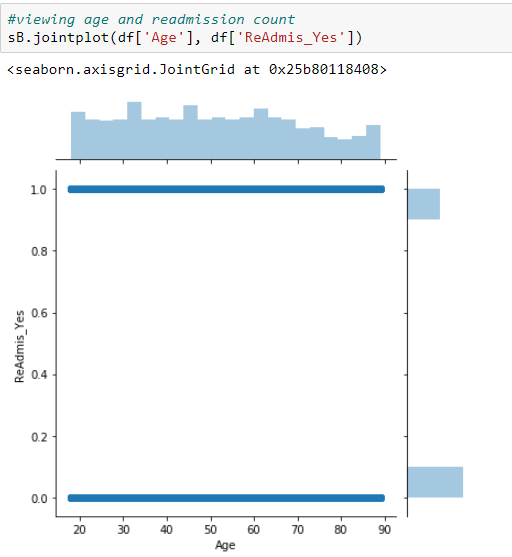 #viewing age and readmission count
sB.jointplot(df['Age'], df['ReAdmis_Yes'])
<seaborn.axisgrid.JointGrid at 0x25b80118408>
1.0
0.8
0.6
0.4
0.2
0.0
ReAdmis_Yes
20 30 40 50 60 70 80 90
Age